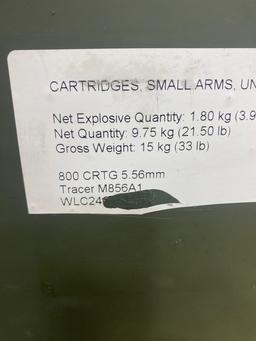 CARTRIDGES, SMALL ARMS, UN
Net Explosive Quantity: 1.80 kg (3.9
Net Quantity: 9.75 kg (21.50 lb)
Gross Weight: 15 kg (33 lb)
800 CRTG 5.56mm
Tracer M856A1
WLC24